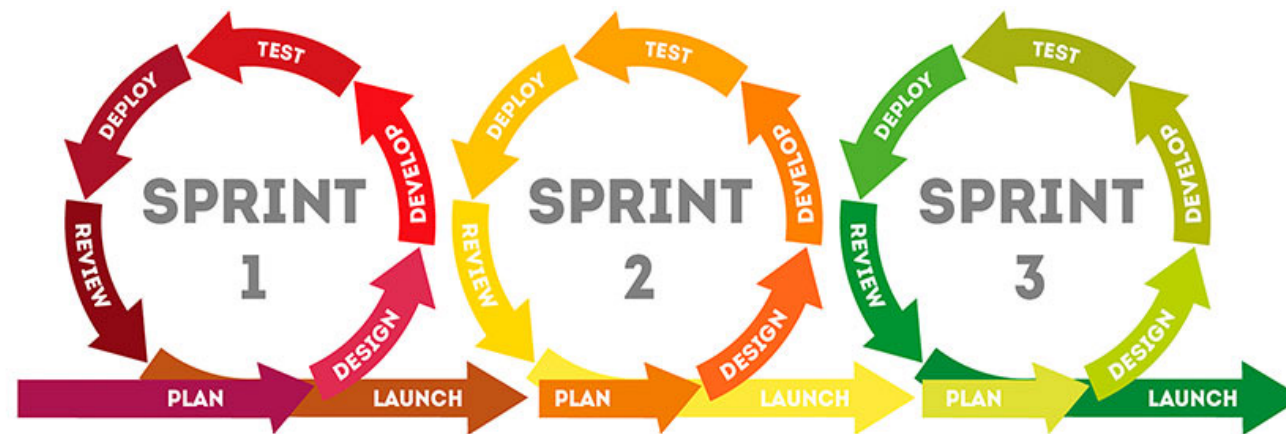 TEST
DEPLOY
DEVELOP
SPRINT
1
REVIEW
DESIGN
PLAN
LAUNCH
TEST
DEPLOY
DEVELOP
SPRINT
2
REVIEW
DESIGN
PLAN
LAUNCH
TEST
DEPLOY
DEVELOP
SPRINT
3
REVIEW
DESIGN
PLAN
LAUNCH